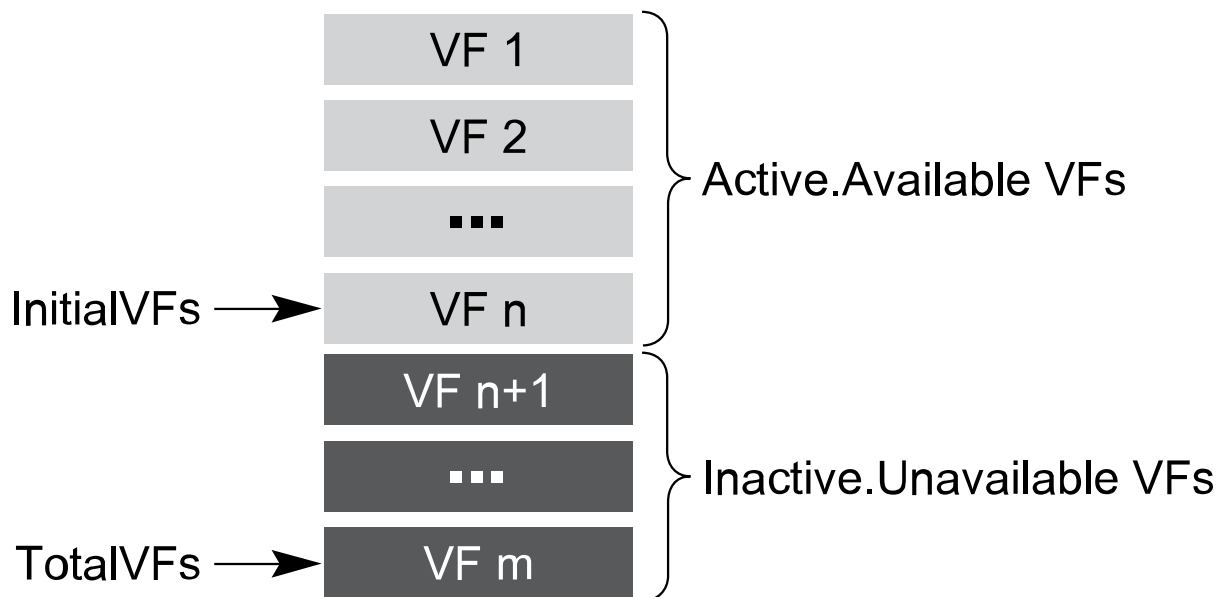 VF 1
VF 2
...
Active.Available VFs
InitialVFs
VF n
VF n+1
...
Inactive.Unavailable VFs
TotalVFs
VF m